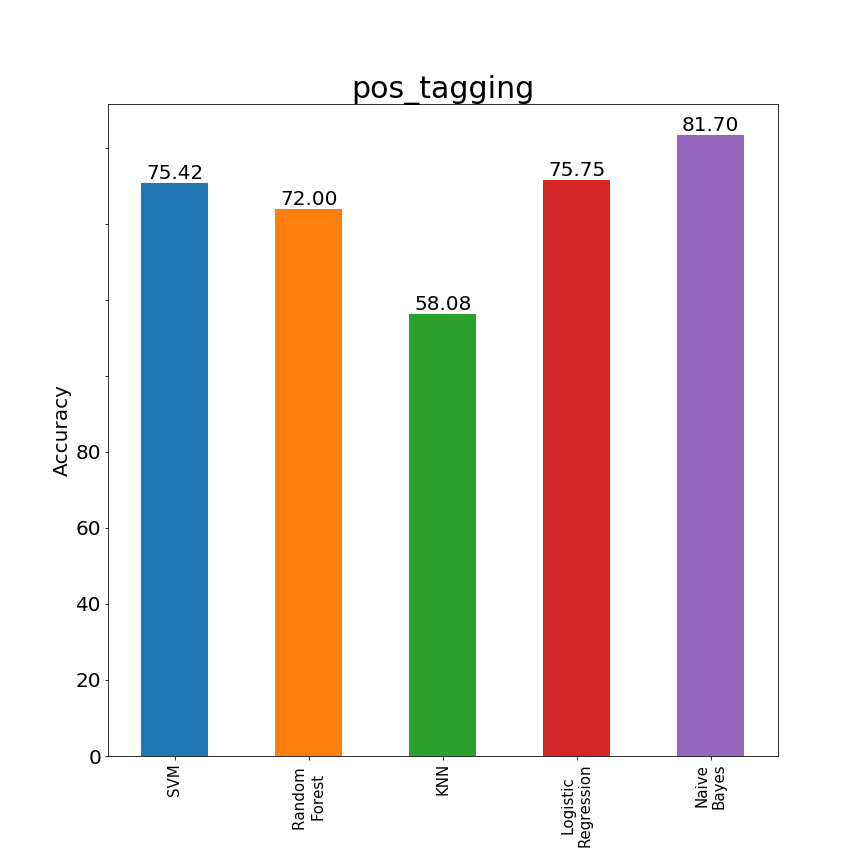 pos_tagging
81.70
75.42
75.75
72.00
58.08
Accuracy
80
60
40
20
0
SVM
Random
Forest
KNN
Logistic
Regression
Naive
Bayes